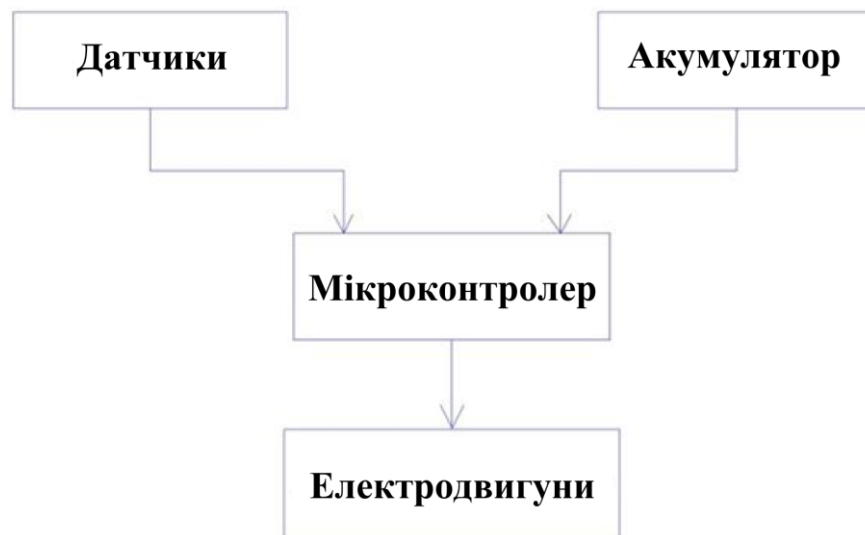 Датчики
Акумулятор
Мікроконтролер
Електродвигуни